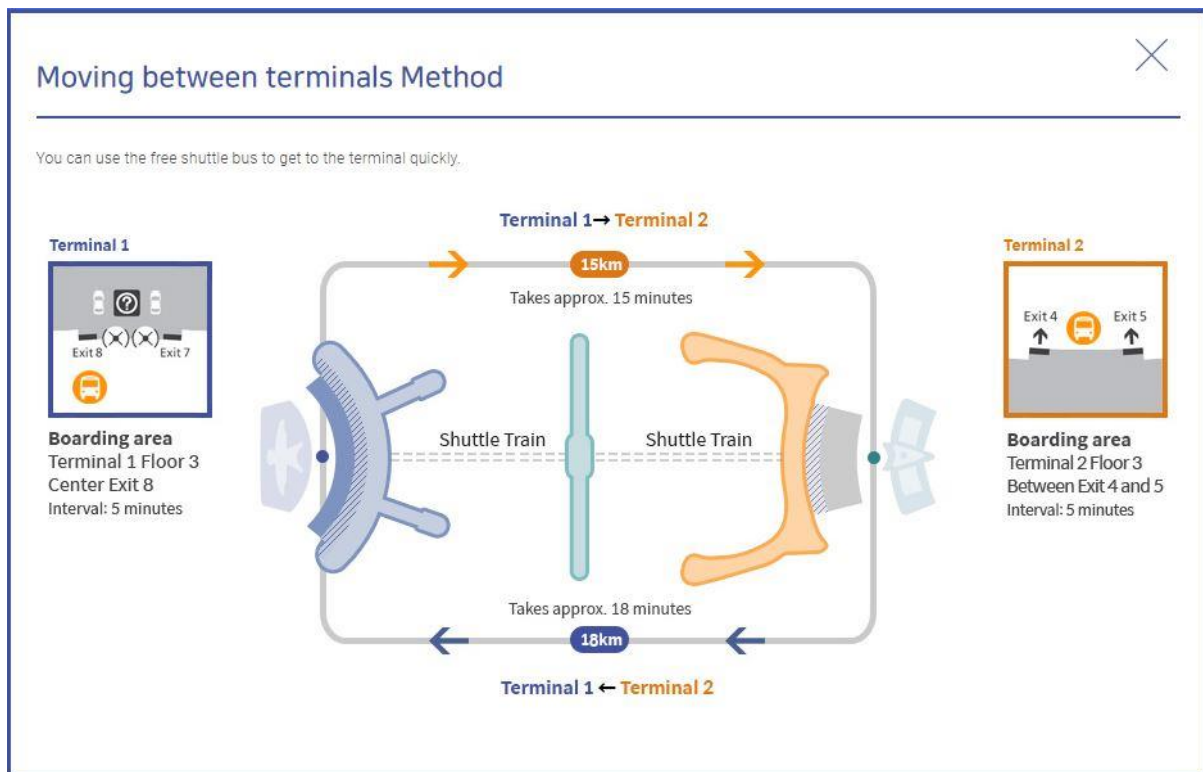 Moving between terminals Method
You can use the free shuttle bus to get to the terminal quickly.
Terminal 1→ Terminal 2
Terminal 1
15km
Takes approx. 15 minutes
Exit 8
Exit 7
Boarding area
Terminal 1 Floor 3
Center Exit 8
Interval: 5 minutes
Shuttle Train
Shuttle Train
Terminal 2
Exit 4
Exit 5
Boarding area
Terminal 2 Floor 3
Between Exit 4 and 5
Interval: 5 minutes
Takes approx. 18 minutes
18km
Terminal 1 ← Terminal 2